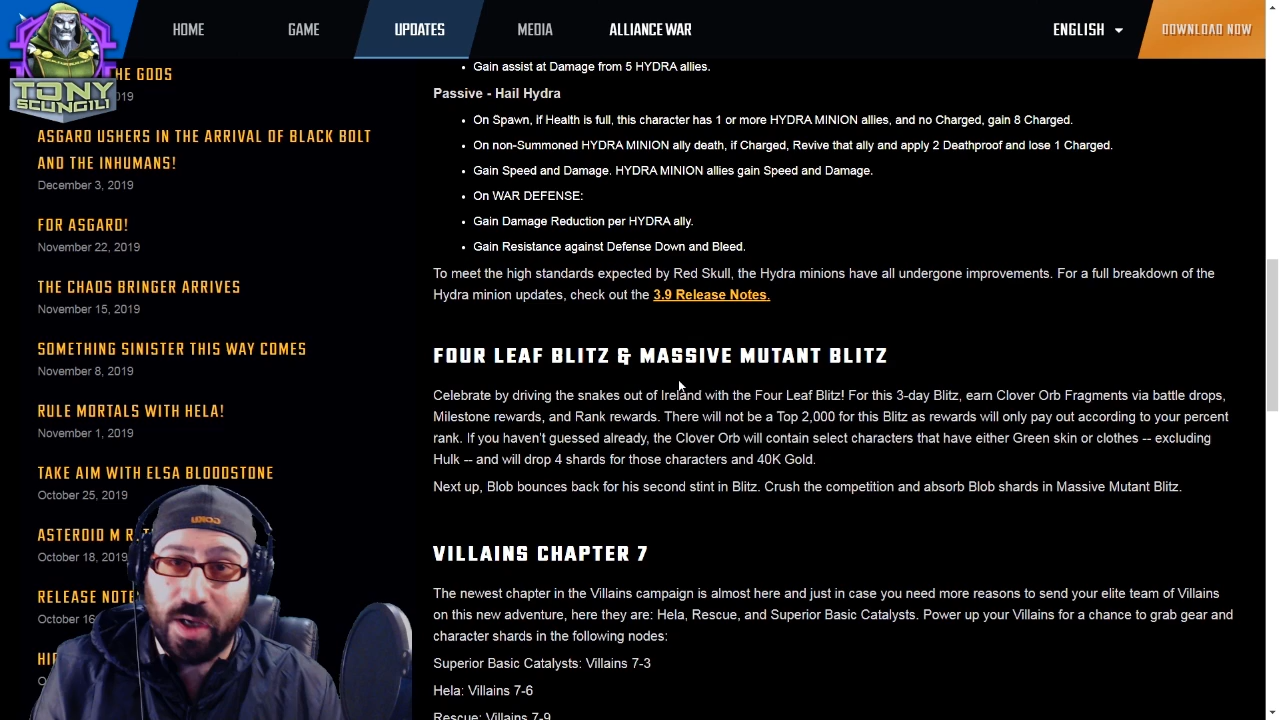 HOME
GAME
UPDATES
MEDIA
ALLIANCE WAR
ENGLISH
DOWNLOAD NOW
TONY
SCUNGILI
HE GODS
019
ASGARD USHERS IN THE ARRIVAL OF BLACK BOLT
AND THE INHUMANS!
December 3, 2019
FOR ASGARD!
November 22, 2019
THE CHAOS BRINGER ARRIVES
November 15, 2019
SOMETHING SINISTER THIS WAY COMES
November 8, 2019
RULE MORTALS WITH HELA!
November 1, 2019
TAKE AIM WITH ELSA BLOODSTONE
October 25, 2019
ASTEROID M R
October 18, 2019
RELEASE NOTE
October 16
Gain assist at Damage from 5 HYDRA allies.
Passive - Hail Hydra
On Spawn, if Health is full, this character has 1 or more HYDRA MINION allies, and no Charged, gain 8 Charged.
On non-Summoned HYDRA MINION ally death, if Charged, Revive that ally and apply 2 Deathproof and lose 1 Charged.
Gain Speed and Damage. HYDRA MINION allies gain Speed and Damage.
On WAR DEFENSE:
Gain Damage Reduction per HYDRA ally.
Gain Resistance against Defense Down and Bleed.
To meet the high standards expected by Red Skull, the Hydra minions have all undergone improvements. For a full breakdown of the
Hydra minion updates, check out the 3.9 Release Notes.
FOUR LEAF BLITZ & MASSIVE MUTANT BLITZ
Celebrate by driving the snakes out of Ireland with the Four Leaf Blitz! For this 3-day Blitz, earn Clover Orb Fragments via battle drops,
Milestone rewards, and Rank rewards. There will not be a Top 2,000 for this Blitz as rewards will only pay out according to your percent
rank. If you haven't guessed already, the Clover Orb will contain select characters that have either Green skin or clothes -- excluding
Hulk -- and will drop 4 shards for those characters and 40K Gold.
Next up, Blob bounces back for his second stint in Blitz. Crush the competition and absorb Blob shards in Massive Mutant Blitz.
VILLAINS CHAPTER 7
The newest chapter in the Villains campaign is almost here and just in case you need more reasons to send your elite team of Villains
on this new adventure, here they are: Hela, Rescue, and Superior Basic Catalysts. Power up your Villains for a chance to grab gear and
character shards in the following nodes:
Superior Basic Catalysts: Villains 7-3
Hela: Villains 7-6
Rescue: Villains 7-9